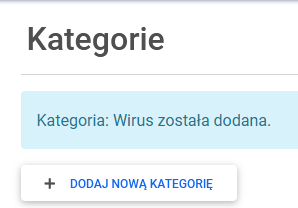 Kategorie
Kategoria: Wirus została dodana.
+ DODAJ NOWĄ KATEGORIĘ